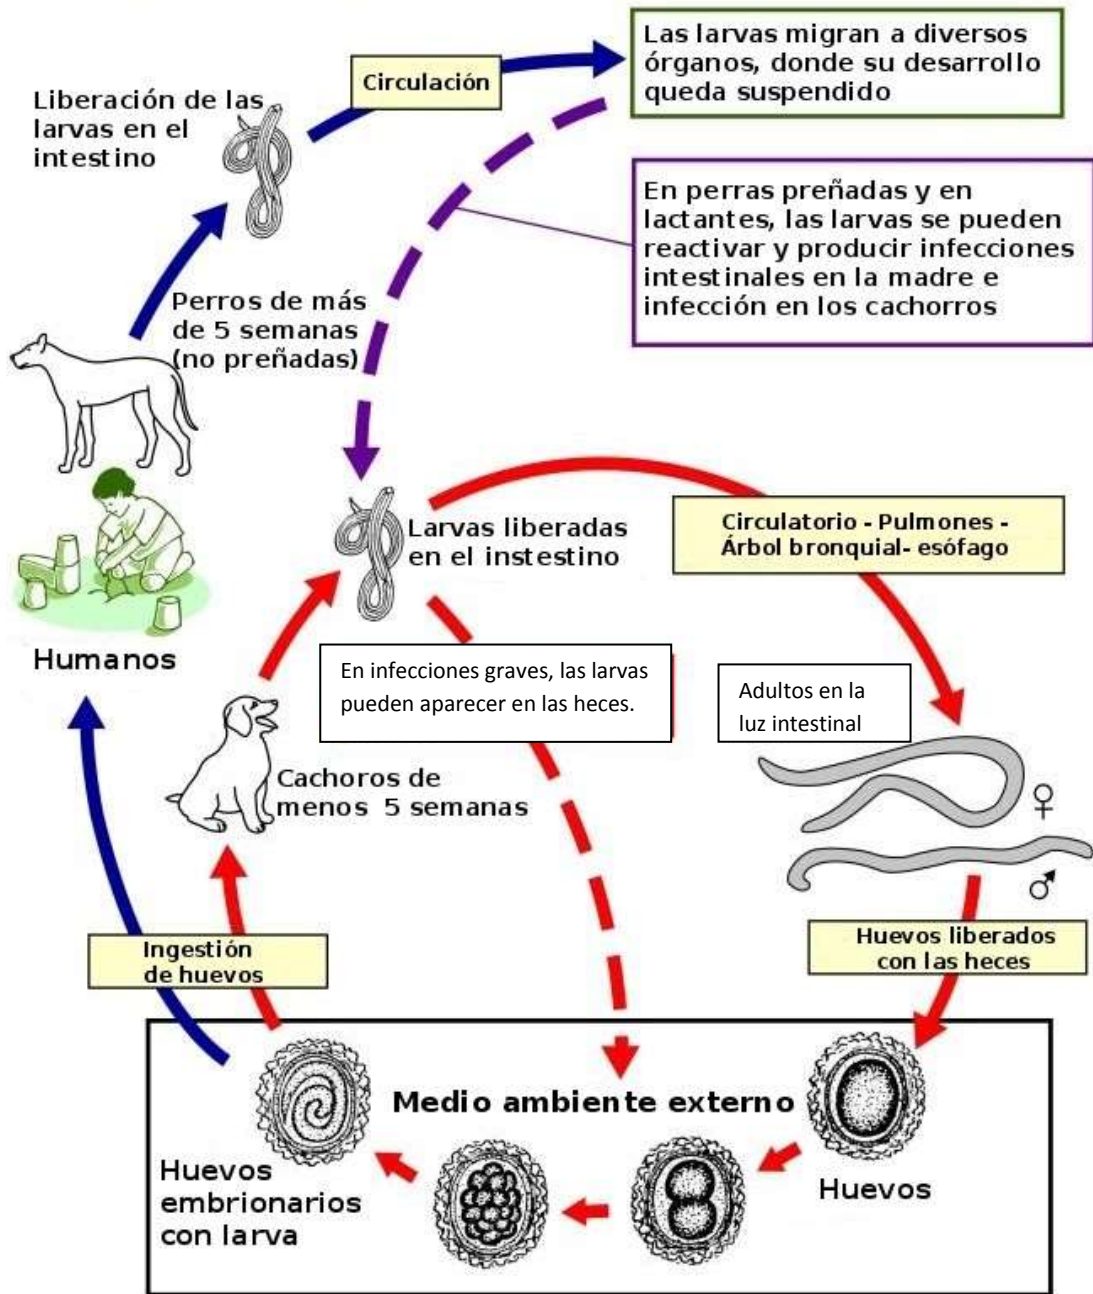 Las larvas migran a diversos
órganos, donde su desarrollo
queda suspendido
Circulación
Liberación de las
larvas en el
intestino
En perras preñadas y en
lactantes, las larvas se pueden
reactivar y producir infecciones
intestinales en la madre e
infección en los cachorros
Perros de más
de 5 semanas
(no preñadas)
Larvas liberadas
en el instestino
Circulatorio - Pulmones -
Árbol bronquial- esófago
Humanos
En infecciones graves, las larvas
pueden aparecer en las heces.
Adultos en la
luz intestinal
Cachoros de
menos 5 semanas
♀
♂
Ingestión
de huevos
Huevos liberados
con las heces
Medio ambiente externo
Huevos
embrionarios
con larva
Huevos